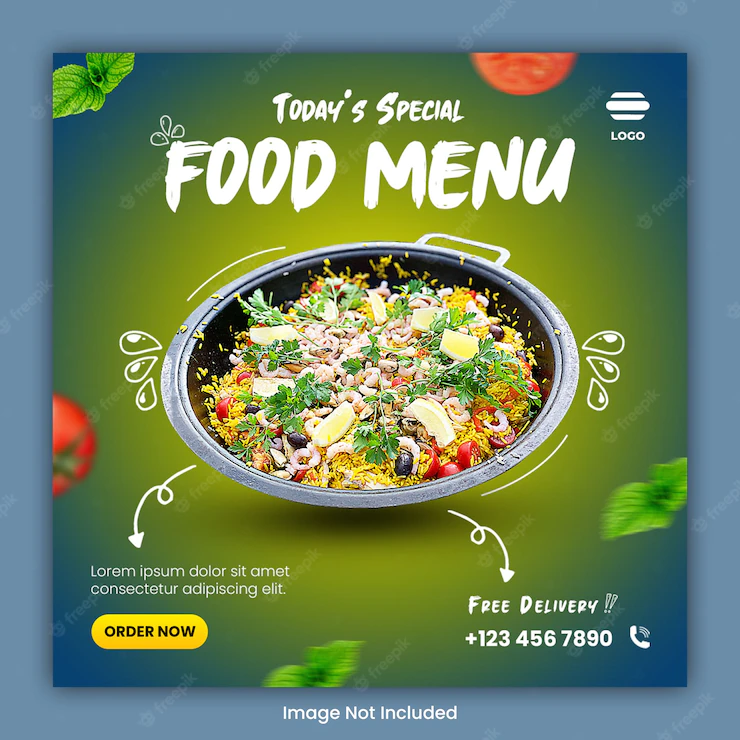 Today's Special
FOOD MENU
LOGO
Lorem ipsum dolor sit amet
consectetur adipiscing elit.
ORDER NOW
Free Delivery !!
+123 456 7890
Image Not Included
freepik